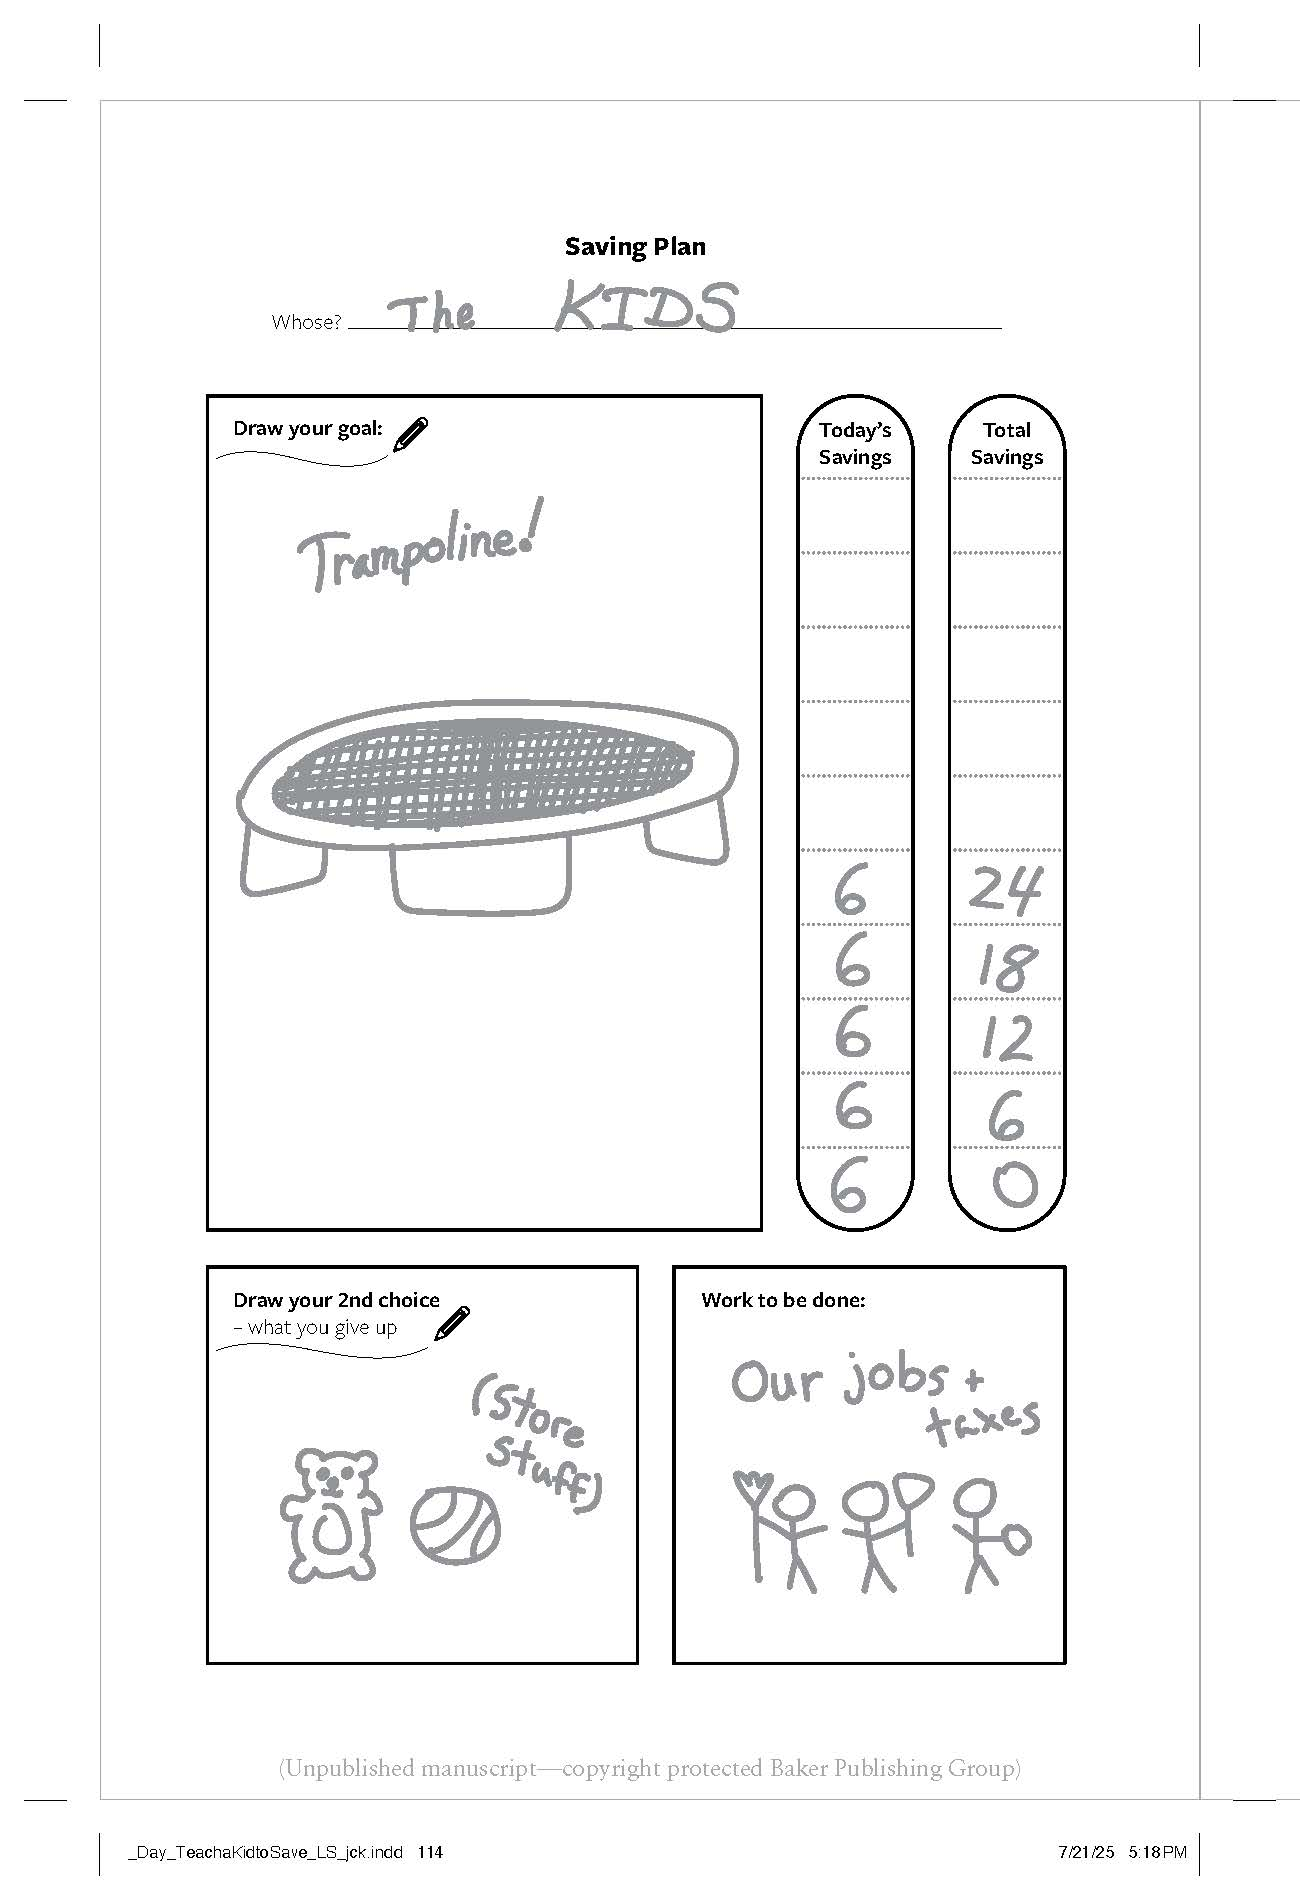 Saving Plan
Whose? The KIDS
Draw your goal:
Trampoline!
Today's
Savings
6
6
6
6
6
Total
Savings
24
18
12
6
0
Draw your 2nd choice
– what you give up
(Store
stuff)
Work to be done:
Our jobs +
taxes
(Unpublished manuscript—copyright protected Baker Publishing Group)
_Day_TeachaKidtoSave_LS_jck.indd 114
7/21/25 5:18 PM